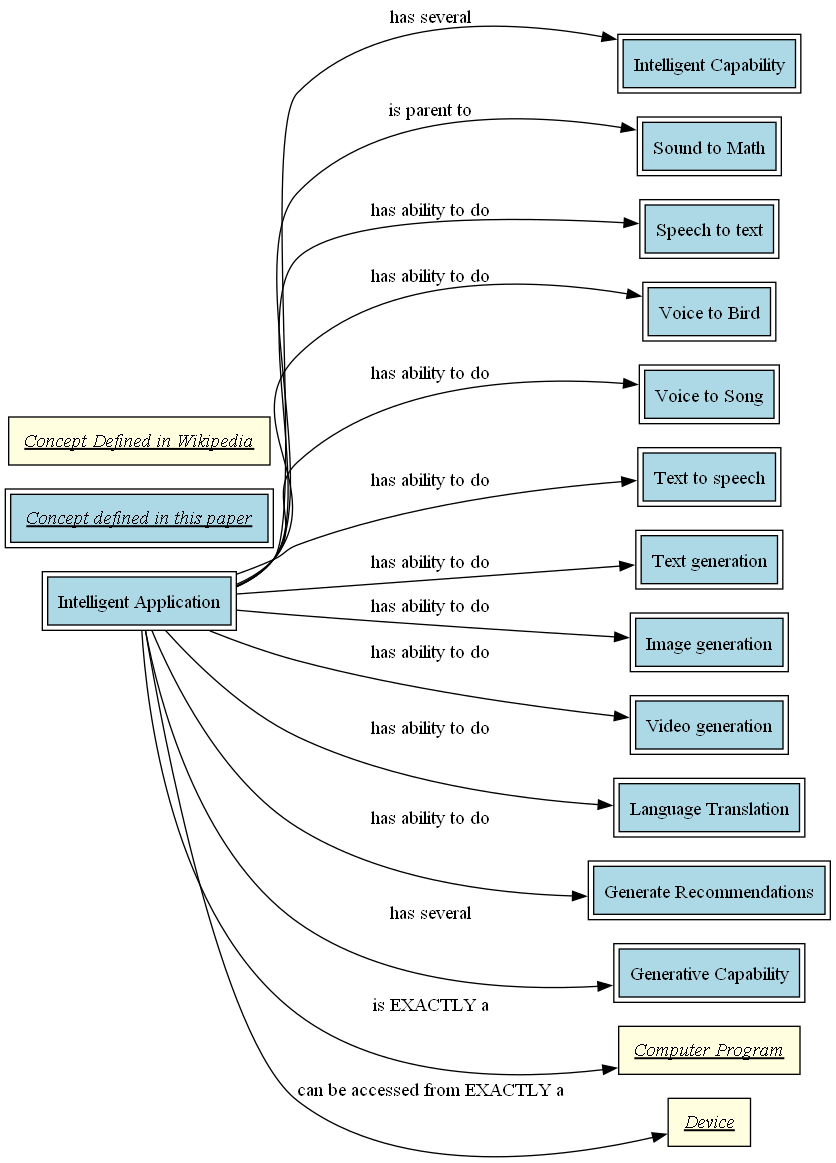 has several
Intelligent Capability
is parent to
Sound to Math
has ability to do
Speech to text
has ability to do
Voice to Bird
has ability to do
Voice to Song
Concept Defined in Wikipedia
has ability to do
Text to speech
Concept defined in this paper
has ability to do
Text generation
Intelligent Application
has ability to do
Image generation
has ability to do
Video generation
has ability to do
Language Translation
has ability to do
Generate Recommendations
has several
Generative Capability
is EXACTLY a
Computer Program
can be accessed from EXACTLY a
Device